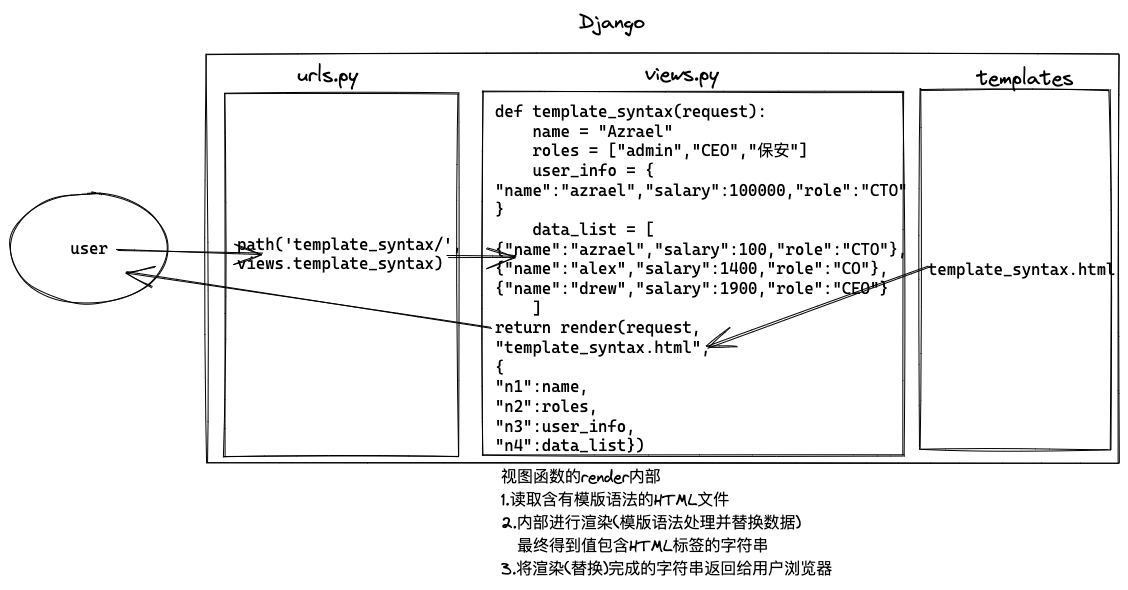 Django
urls.py
views.py
templates
user
path('template_syntax/',
views.template_syntax)
def template_syntax(request):
    name = "Azrael"
    roles = ["admin","CEO","保安"]
    user_info = {
"name":"azrael","salary":100000,"role":"CTO"
}
    data_list = [
{"name":"azrael","salary":100,"role":"CTO"},
{"name":"alex","salary":1400,"role":"CO"},
{"name":"drew","salary":1900,"role":"CEO"}
    ]
return render(request,
"template_syntax.html",
{
"n1":name,
"n2":roles,
"n3":user_info,
"n4":data_list})
template_syntax.html
视图函数的render内部
1.读取含有模版语法的HTML文件
2.内部进行渲染(模版语法处理并替换数据)
最终得到值包含HTML标签的字符串
3.将渲染(替换)完成的字符串返回给用户浏览器